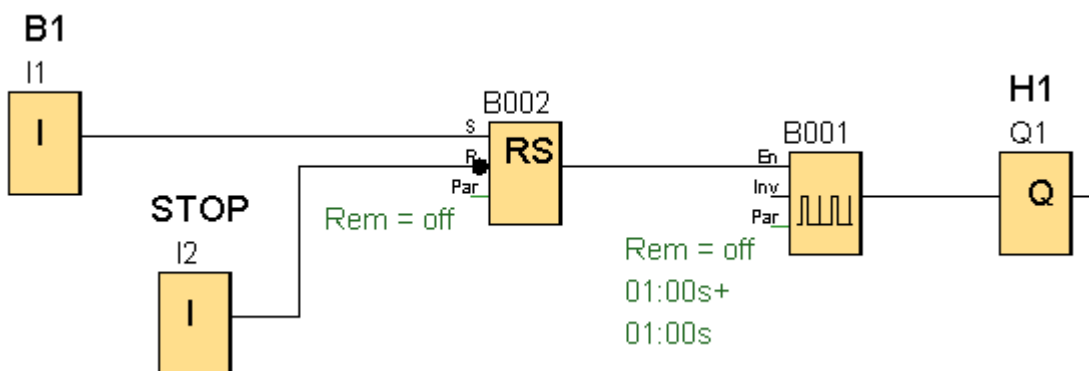 B1
I1
I
STOP
I2
I
B002
S
R
Par
RS
Rem = off
B001
En
Inv
Par
Rem = off
01:00s+
01:00s
H1
Q1
Q